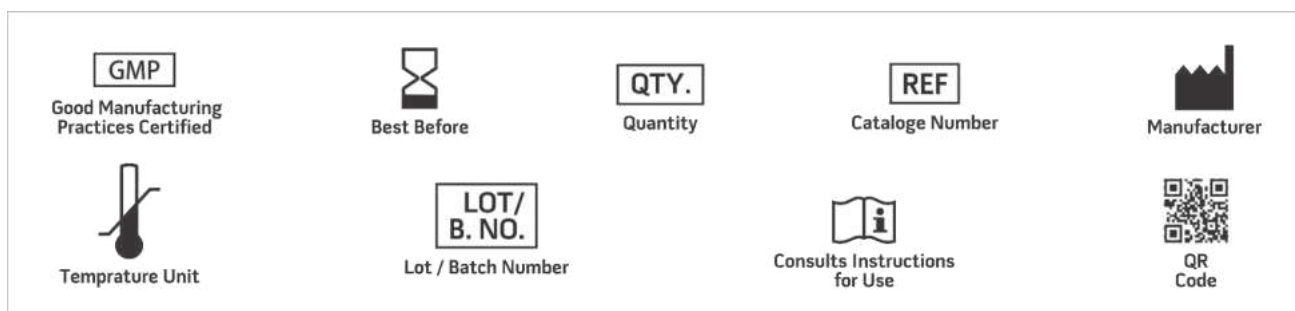 GMP
Good Manufacturing
Practices Certified
Best Before
QTY.
Quantity
REF
Cataloge Number
Manufacturer
Temprature Unit
LOT/
B. NO.
Lot / Batch Number
i
Consults Instructions
for Use
QR
Code